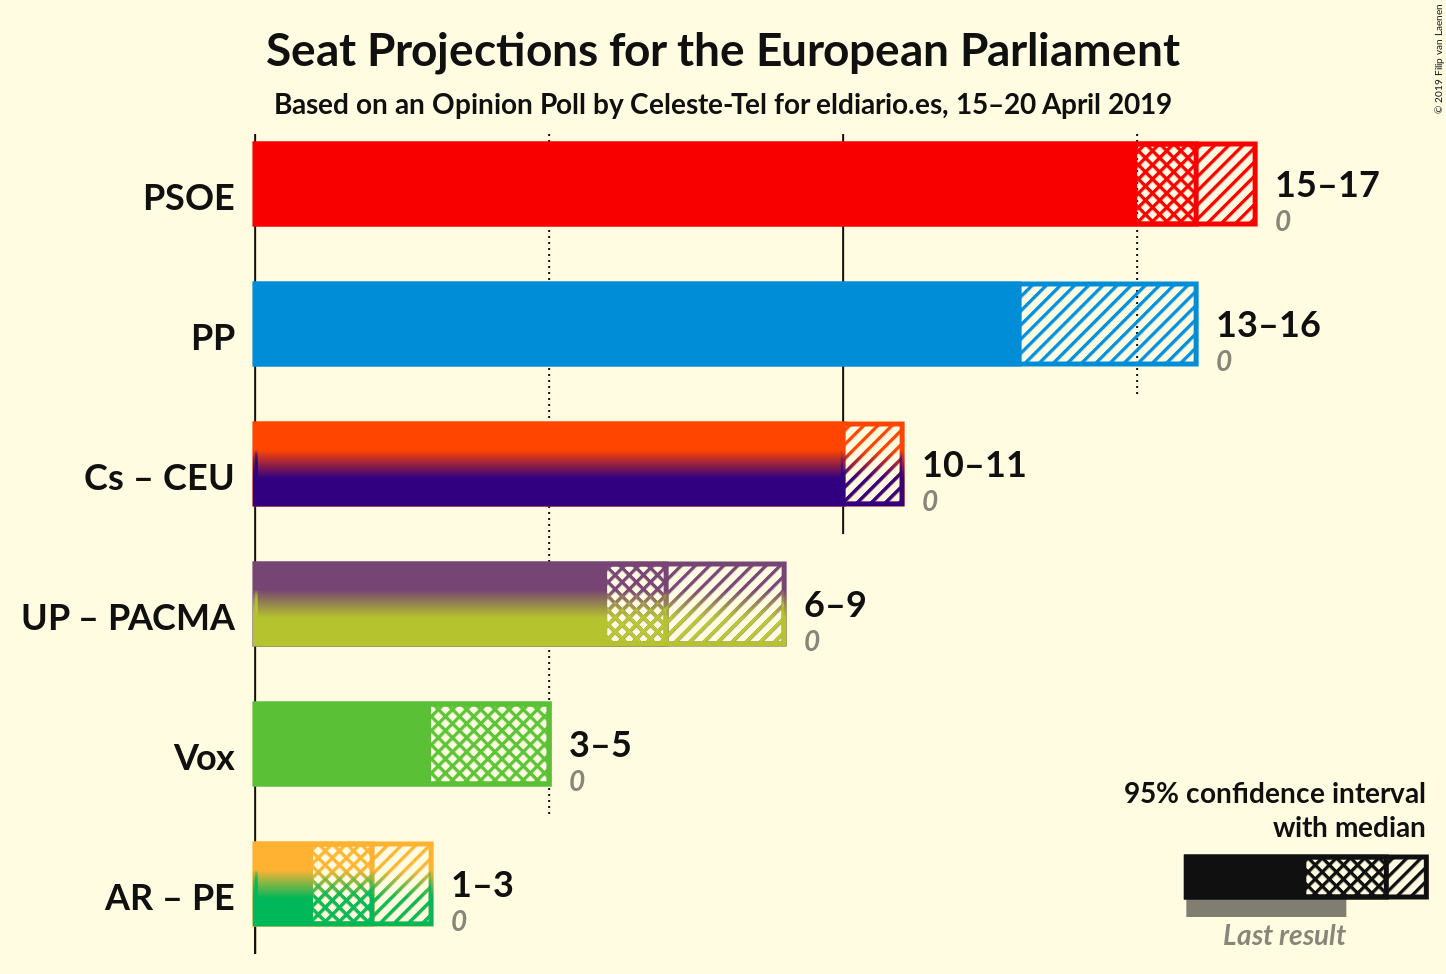 Seat Projections for the European Parliament
Based on an Opinion Poll by Celeste-Tel for eldiario.es, 15–20 April 2019
© 2019 Filip van Laenen
PSOE
15–17
0
PP
13–16
0
Cs – CEU
10–11
0
UP – PACMA
6–9
0
Vox
3–5
0
AR – PE
1–3
0
95% confidence interval
with median
Last result